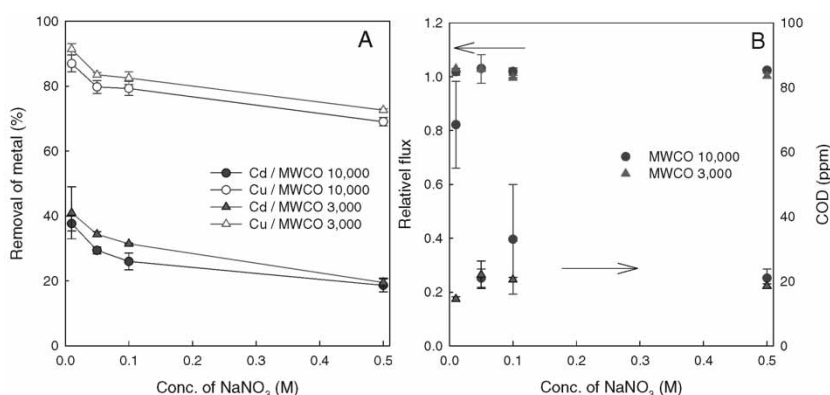 A
Removal of metal (%)
100
80
60
40
20
0
Cd / MWCO 10,000
Cu / MWCO 10,000
Cd / MWCO 3,000
Cu / MWCO 3,000
0.0 0.1 0.2 0.3 0.4 0.5
Conc. of NaNO₃ (M)
B
Relativel flux
1.2
1.0
0.8
0.6
0.4
0.2
0.0
MWCO 10,000
MWCO 3,000
100
80
60
40
20
0
COD (ppm)
0.0 0.1 0.2 0.3 0.4 0.5
Conc. of NaNO₃ (M)